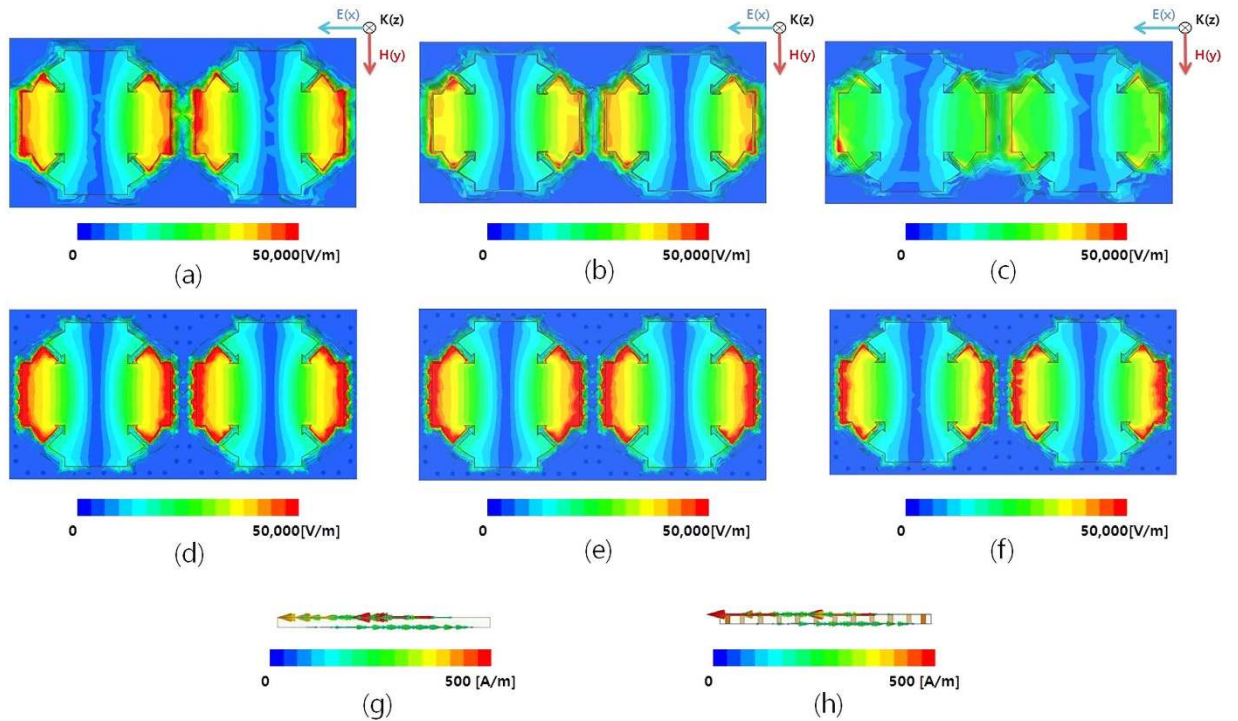 E(x) K(z) E(x) K(z) E(x) K(z)
H(y) H(y) H(y)
0 50,000[V/m] 0 50,000[V/m] 0 50,000[V/m]
(a) (b) (c)
0 50,000[V/m] 0 50,000[V/m] 0 50,000[V/m]
(d) (e) (f)
0 500 [A/m] 0 500 [A/m]
(g) (h)